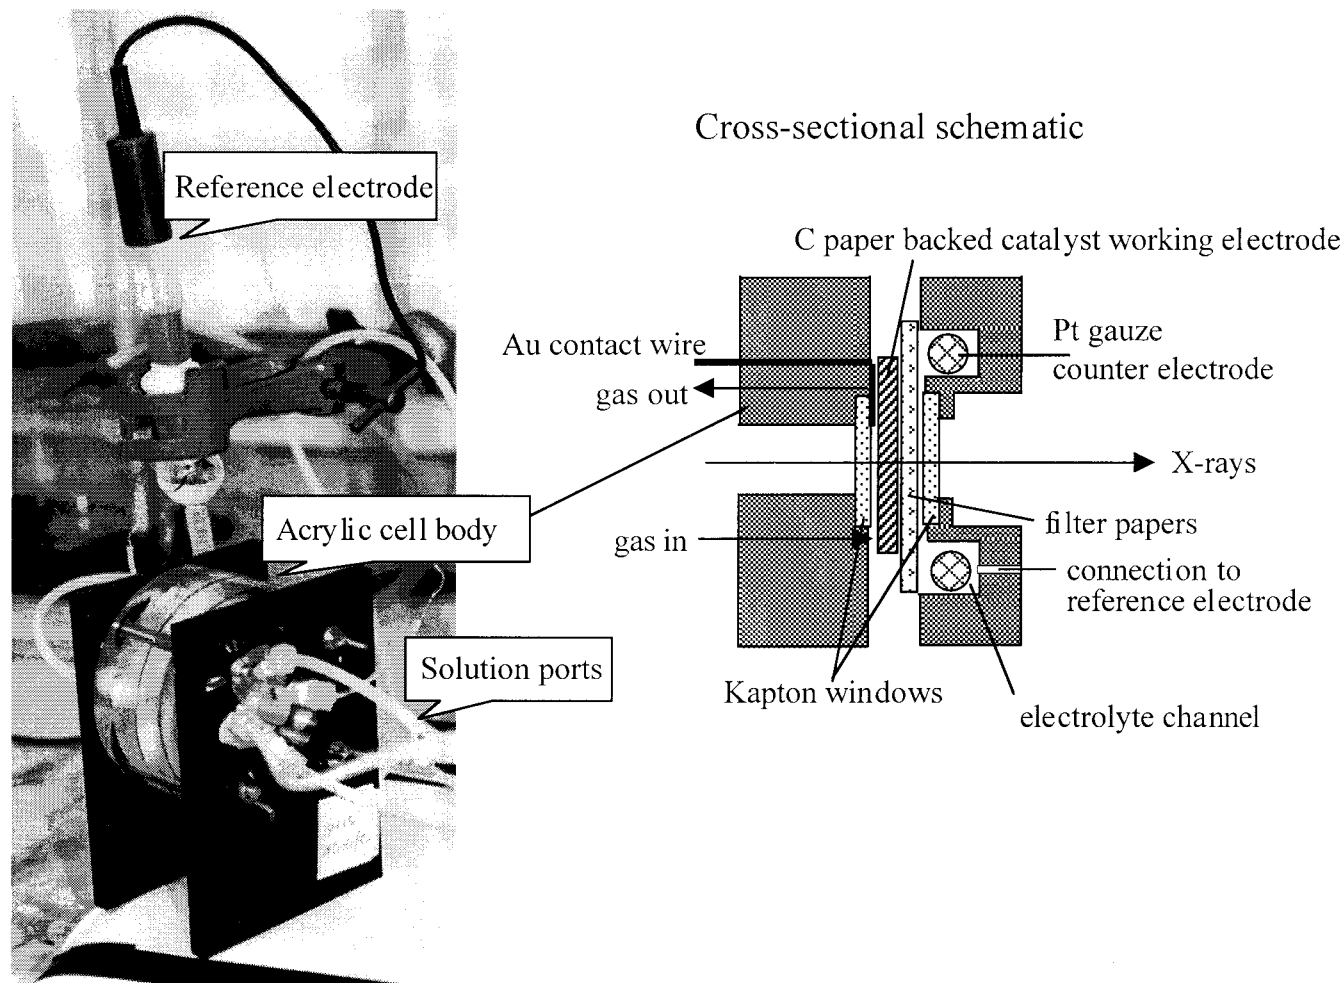 Reference electrode
Acrylic cell body
Solution ports
Cross-sectional schematic
C paper backed catalyst working electrode
Au contact wire
gas out
Pt gauze
counter electrode
X-rays
gas in
filter papers
connection to
reference electrode
Kapton windows
electrolyte channel